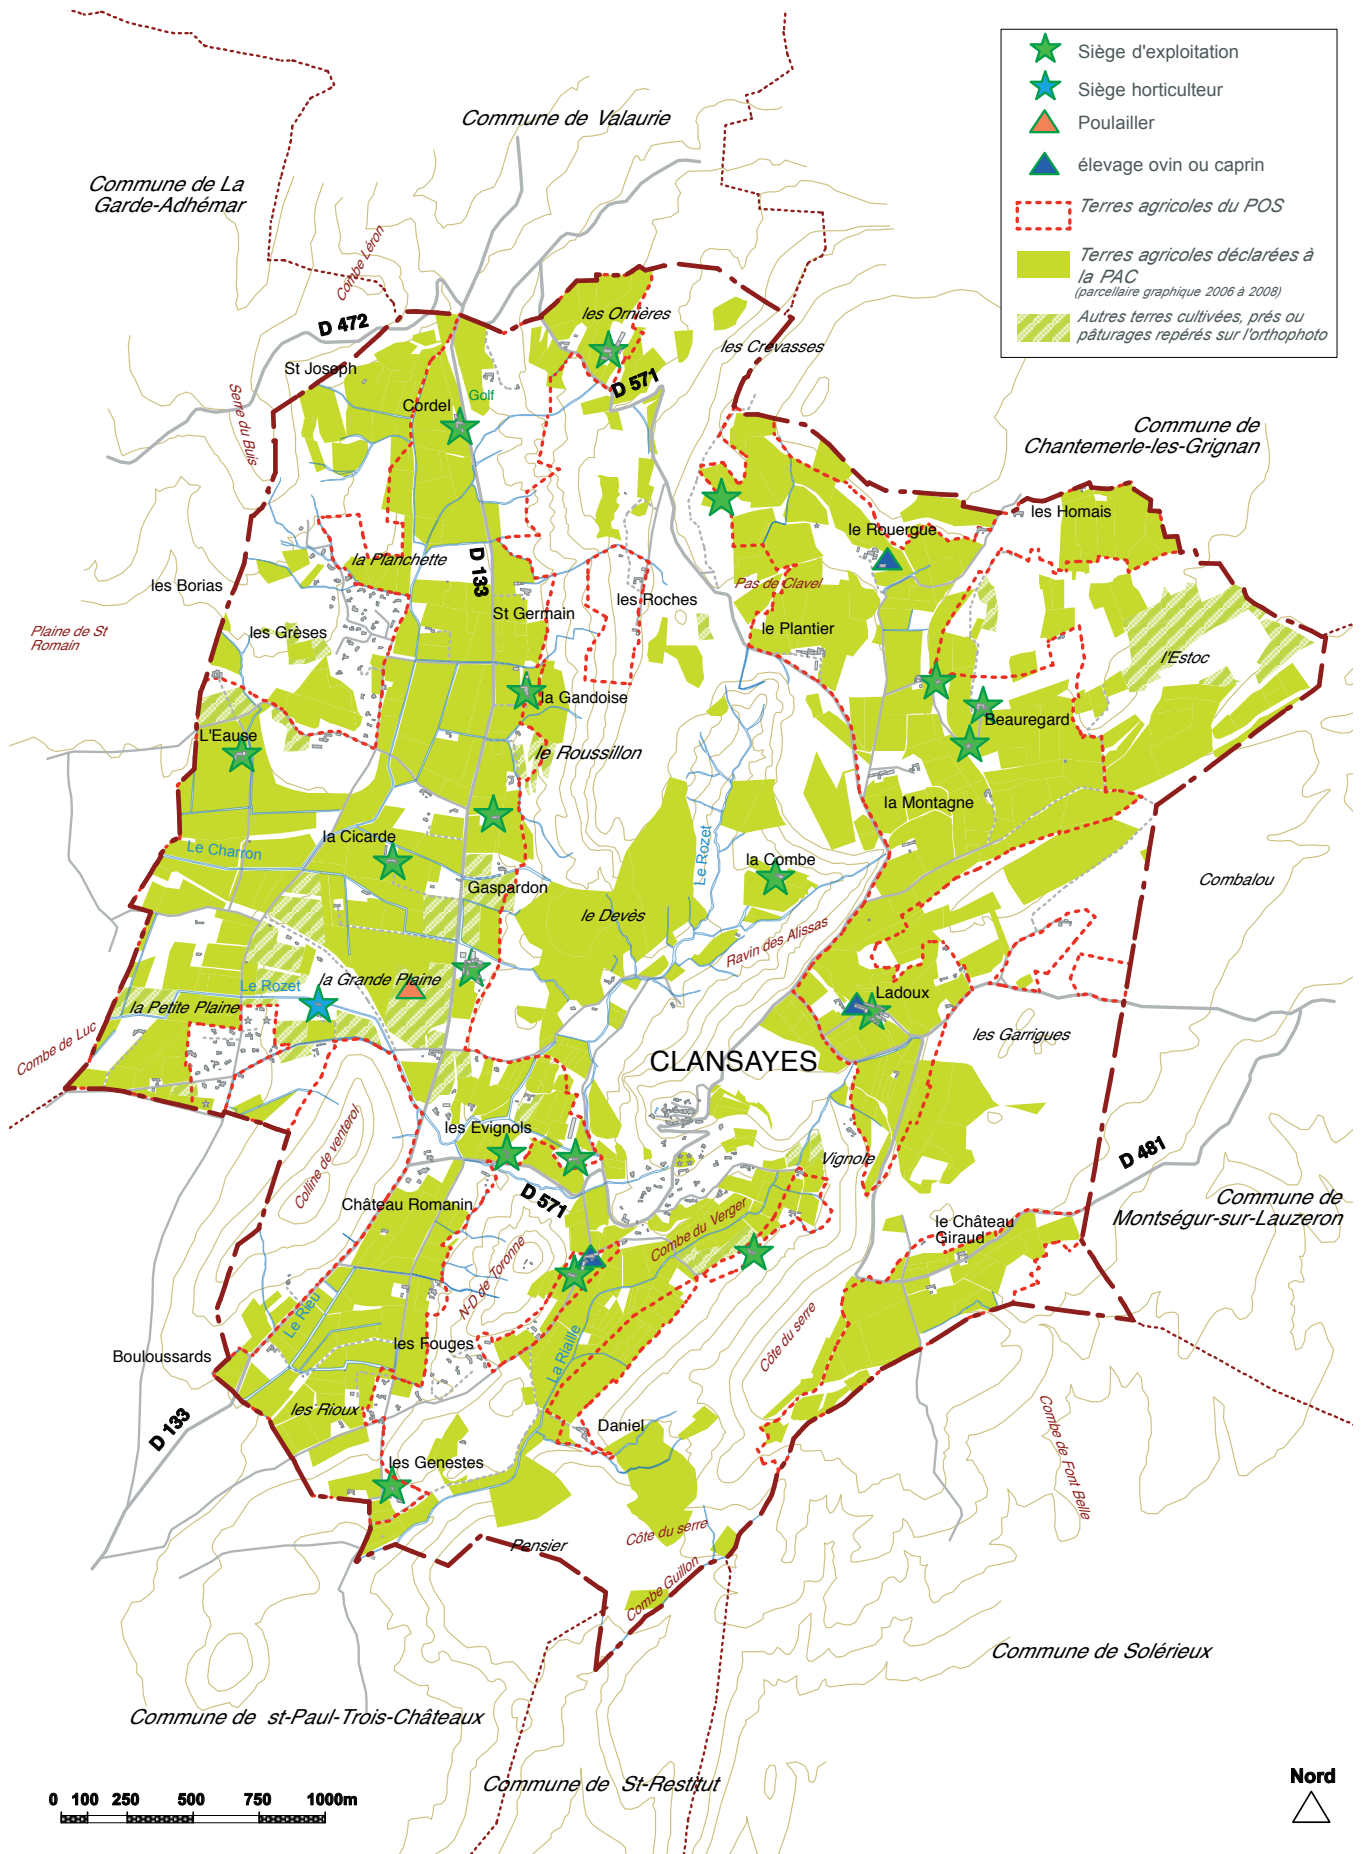 Siège d'exploitation
Siège horticulteur
Poulailler
élevage ovin ou caprin
Terres agricoles du POS
Terres agricoles déclarées à
la PAC
(parcellaire graphique 2006 à 2008)
Autres terres cultivées, prés ou
pâturages repérés sur l'orthophoto
Commune de Valaurie
Commune de La
Garde-Adhémar
Combe Léron
D 472
les Ornières
les Crevasses
St Joseph
D 571
Golf
Cordel
Serre du Buis
Commune de
Chantemerle-les-Grignan
les Homais
le Rouergue
la Planchette
D 133
Pas de Clavel
les Borias
les Roches
St Germain
Plaine de St
Romain
les Grèses
le Plantier
l'Estoc
la Gandoise
Beauregard
L'Eause
le Roussillon
la Montagne
la Cicarde
Le Rozet
Le Charron
la Combe
Gaspardon
Combalou
le Devès
Ravin des Alissas
la Grande Plaine
Le Rozet
la Petite Plaine
Ladoux
Combe de Luc
les Garrigues
CLANSAYES
Colline de venterol
les Evignols
Vignole
D 481
D 571
Château Romanin
Commune de
Montségur-sur-Lauzeron
Combe du Verger
le Château
Giraud
N-D de Toronne
Le Rieu
Côte du serre
les Fouges
La Riaille
Bouloussards
les Rioux
D 133
Daniel
Combe de Font Belle
les Genestes
Côte du serre
Pensier
Combe Guillon
Commune de Solérieux
Commune de st-Paul-Trois-Châteaux
Commune de St-Restitut
Nord
0 100 250 500 750 1000m